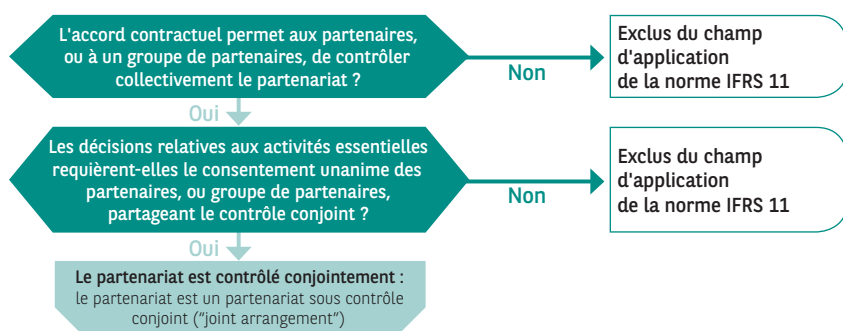 L'accord contractuel permet aux partenaires,
ou à un groupe de partenaires, de contrôler
collectivement le partenariat ?
Non
Exclus du champ
d'application
de la norme IFRS 11
Oui
Les décisions relatives aux activités essentielles
requièrent-elles le consentement unanime des
partenaires, ou groupe de partenaires,
partageant le contrôle conjoint ?
Non
Exclus du champ
d'application
de la norme IFRS 11
Oui
Le partenariat est contrôlé conjointement :
le partenariat est un partenariat sous contrôle
conjoint (“joint arrangement”)